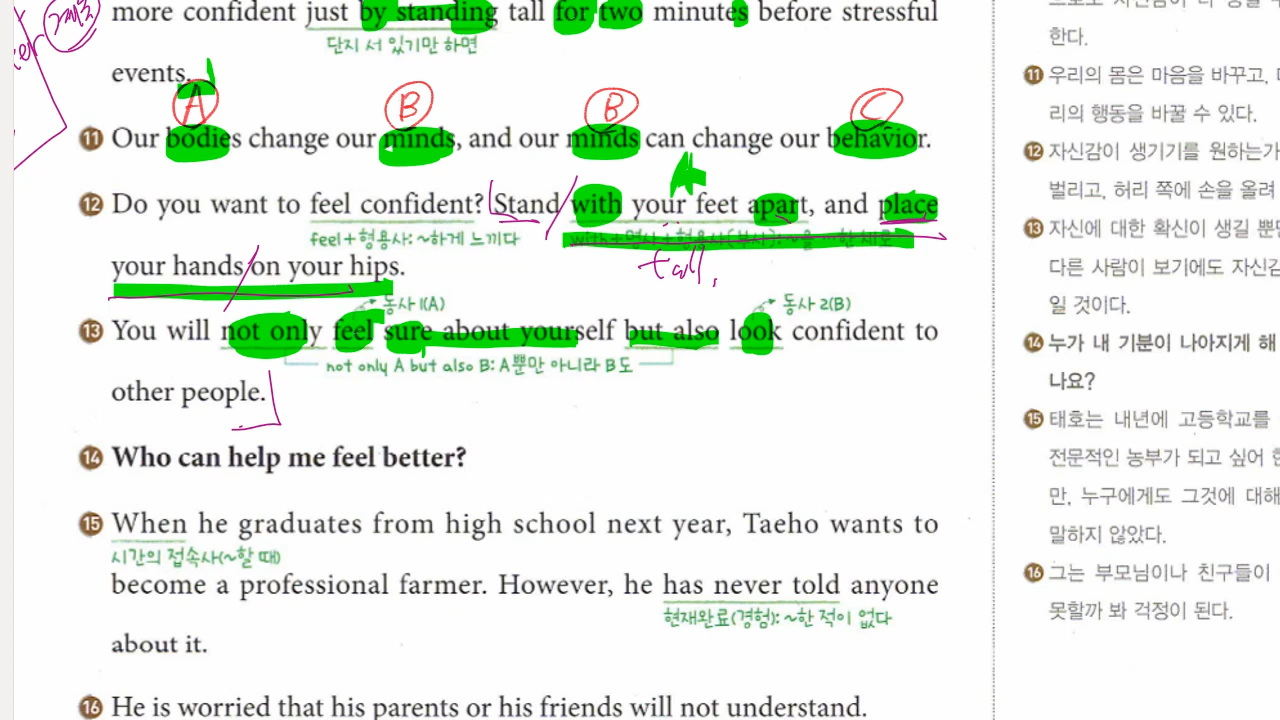 more confident just by standing tall for two minutes before stressful
단지 서 있기만 하면
events.
A B B C
⑪ Our bodies change our minds, and our minds can change our behavior.
A
⑫ Do you want to feel confident? Stand with your feet apart, and place
feel+형용사: ~하게 느끼다
tall,
your hands on your hips.
동사 1(A) 동사 2(B)
⑬ You will not only feel sure about yourself but also look confident to
not only A but also B: A뿐만 아니라 B도
other people.
⑭ Who can help me feel better?
⑮ When he graduates from high school next year, Taeho wants to
시간의 접속사(~할 때)
become a professional farmer. However, he has never told anyone
현재완료(경험): ~한 적이 없다
about it.
⑯ He is worried that his parents or his friends will not understand.
한다.
⑪ 우리의 몸은 마음을 바꾸고,
리의 행동을 바꿀 수 있다.
⑫ 자신감이 생기기를 원하는가
벌리고, 허리 쪽에 손을 올려
⑬ 자신에 대한 확신이 생길 뿐
다른 사람이 보기에도 자신감
일 것이다.
⑭ 누가 내 기분이 나아지게 해
나요?
⑮ 태호는 내년에 고등학교를
전문적인 농부가 되고 싶어
만, 누구에게도 그것에 대해
말하지 않았다.
⑯ 그는 부모님이나 친구들이
못할까 봐 걱정이 된다.